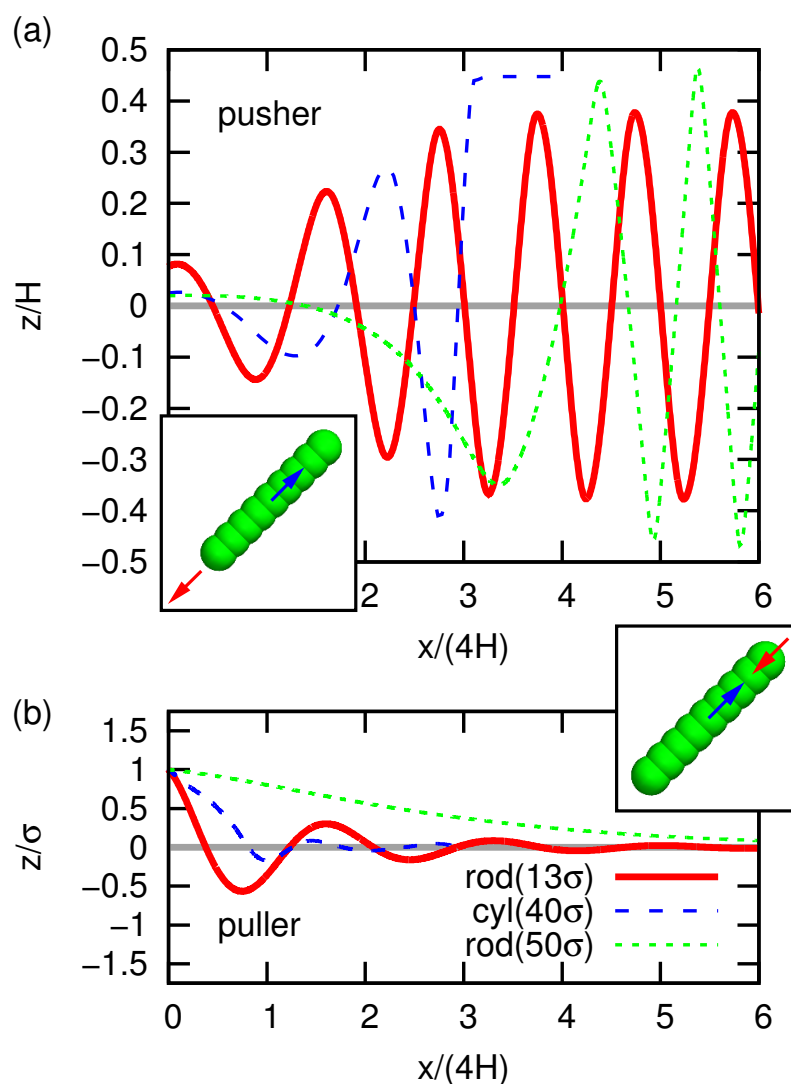 (a)
0.5
0.4
0.3
0.2
0.1
0
−0.1
−0.2
−0.3
−0.4
−0.5
z/H
pusher
2 3 4 5 6
x/(4H)
(b)
1.5
1
0.5
0
−0.5
−1
−1.5
z/σ
puller
rod(13σ)
cyl(40σ)
rod(50σ)
0 1 2 3 4 5 6
x/(4H)